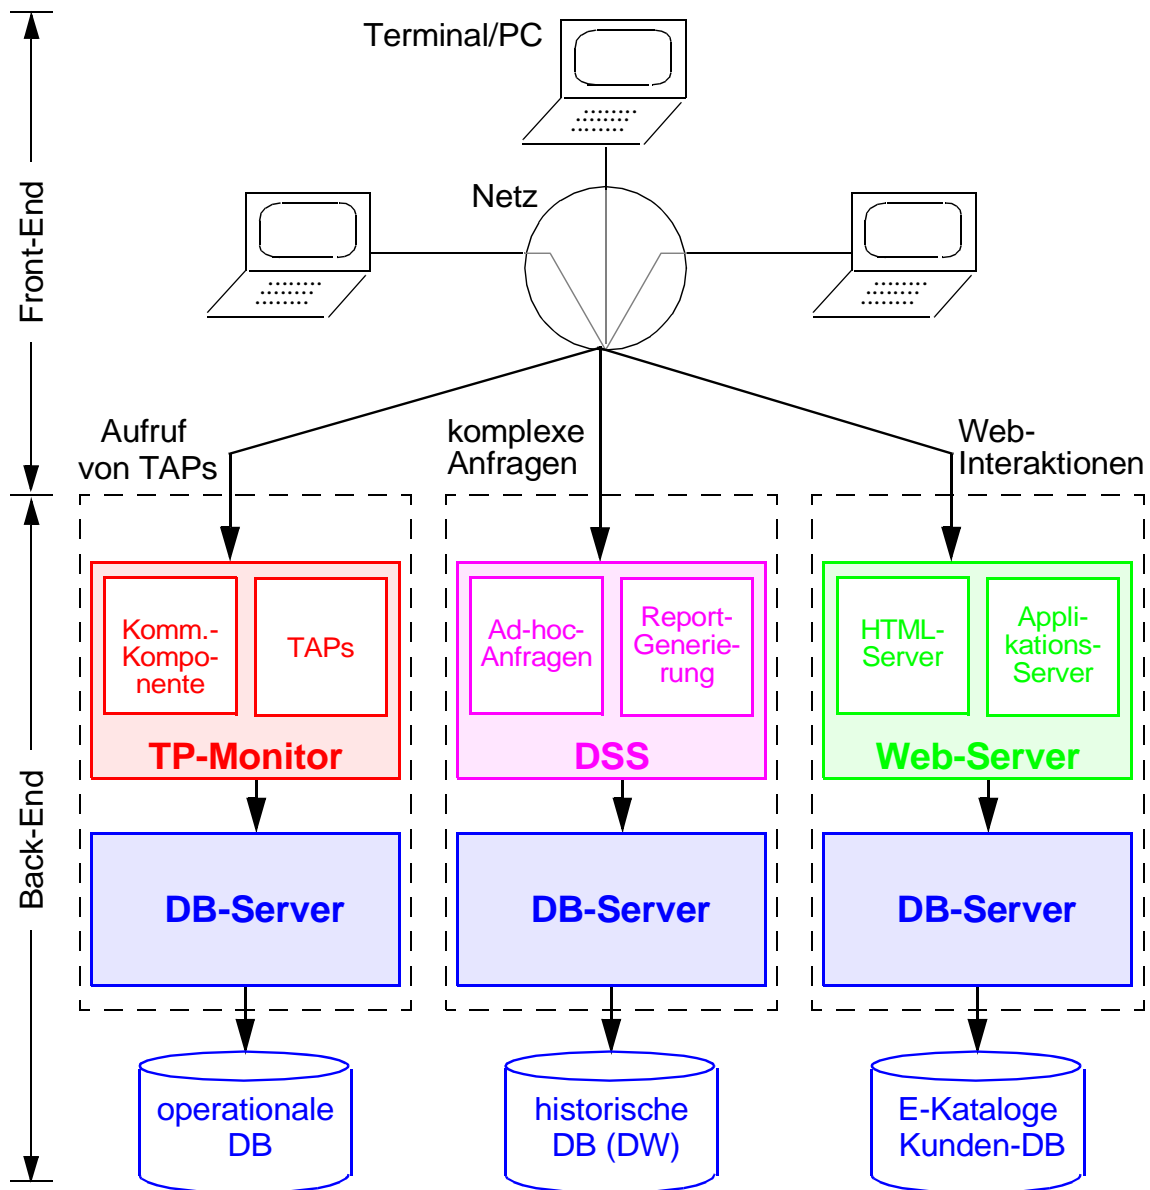 Terminal/PC
Netz
Front-End
Aufruf
von TAPs
komplexe
Anfragen
Web-
Interaktionen
Back-End
Komm.-
Kompo-
nente
TAPs
TP-Monitor
Ad-hoc-
Anfragen
Report-
Generie-
rung
DSS
HTML-
Server
Appli-
kations-
Server
Web-Server
DB-Server
DB-Server
DB-Server
operationale
DB
historische
DB (DW)
E-Kataloge
Kunden-DB